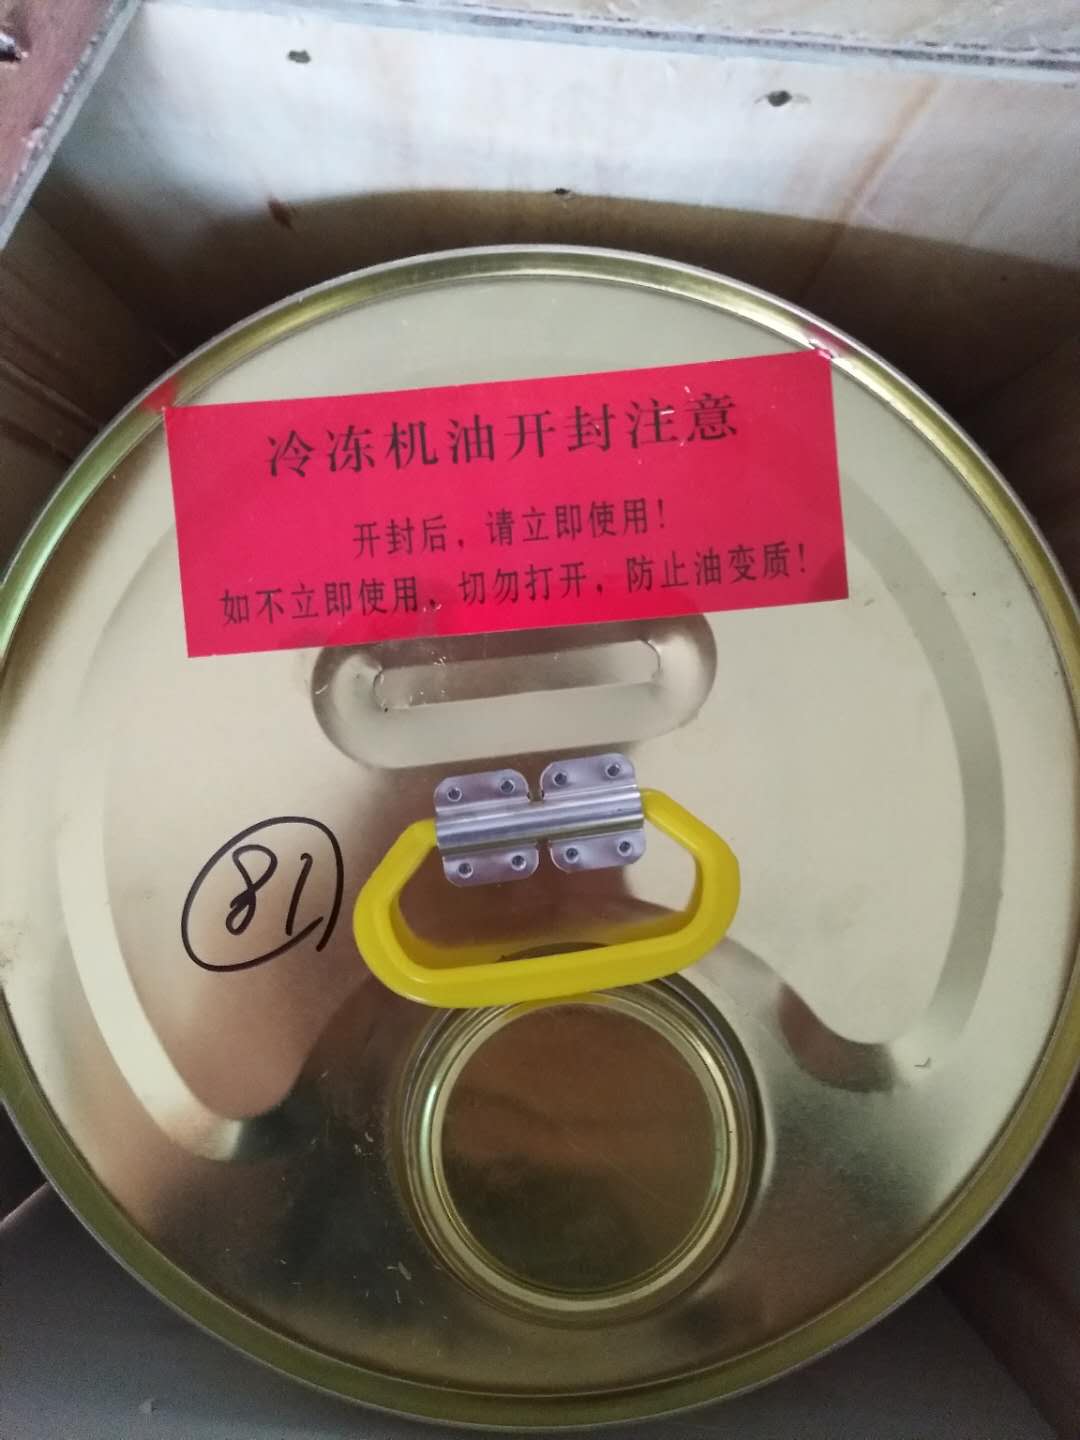 冷冻机油开封注意
开封后，请立即使用！
如不立即使用，切勿打开，防止油变质！
81